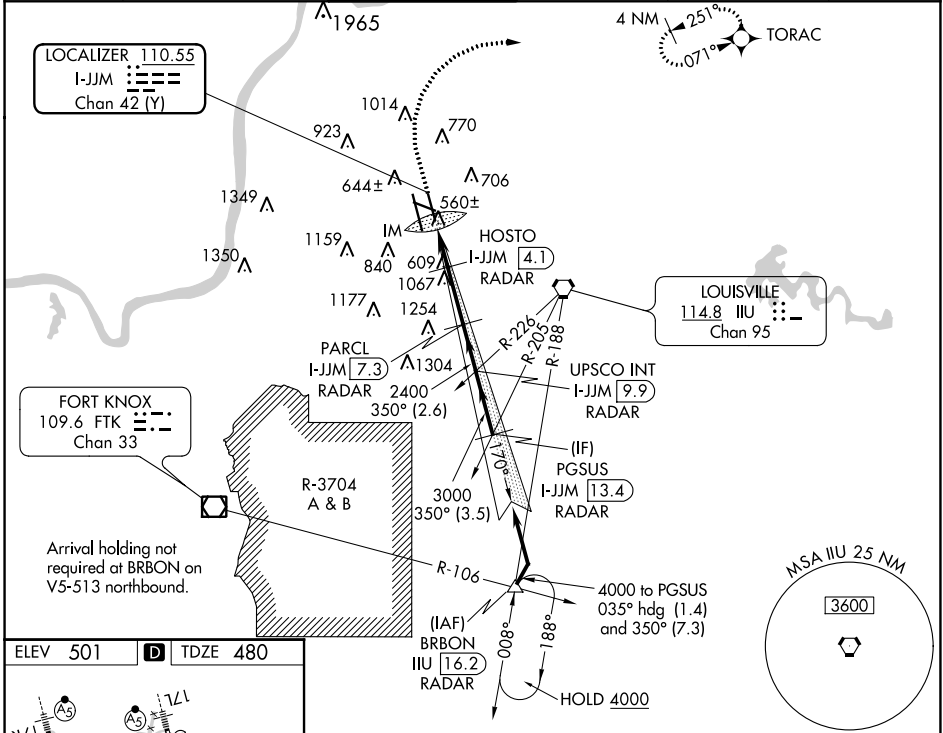 1965
4 NM
251°
071°
TORAC
LOCALIZER 110.55
I-JJM
Chan 42 (Y)
1014
923
770
644±
706
1349
560±
IM
HOSTO
I-JJM 4.1
RADAR
1159
840
609
1350
1067
LOUISVILLE
114.8 IIU
Chan 95
1177
1254
R-226
R-205
R-188
PARCL
I-JJM 7.3
RADAR
1304
UPSCO INT
I-JJM 9.9
RADAR
2400
350° (2.6)
FORT KNOX
109.6 FTK
Chan 33
(IF)
PGSUS
I-JJM 13.4
RADAR
170°
R-3704
A & B
3000
350° (3.5)
Arrival holding not
required at BRBON on
V5-513 northbound.
R-106
4000 to PGSUS
035° hdg (1.4)
and 350° (7.3)
MSA IIU 25 NM
3600
(IAF)
BRBON
IIU 16.2
RADAR
008°
188°
HOLD 4000
ELEV 501
D
TDZE 480
A5
A5
17L